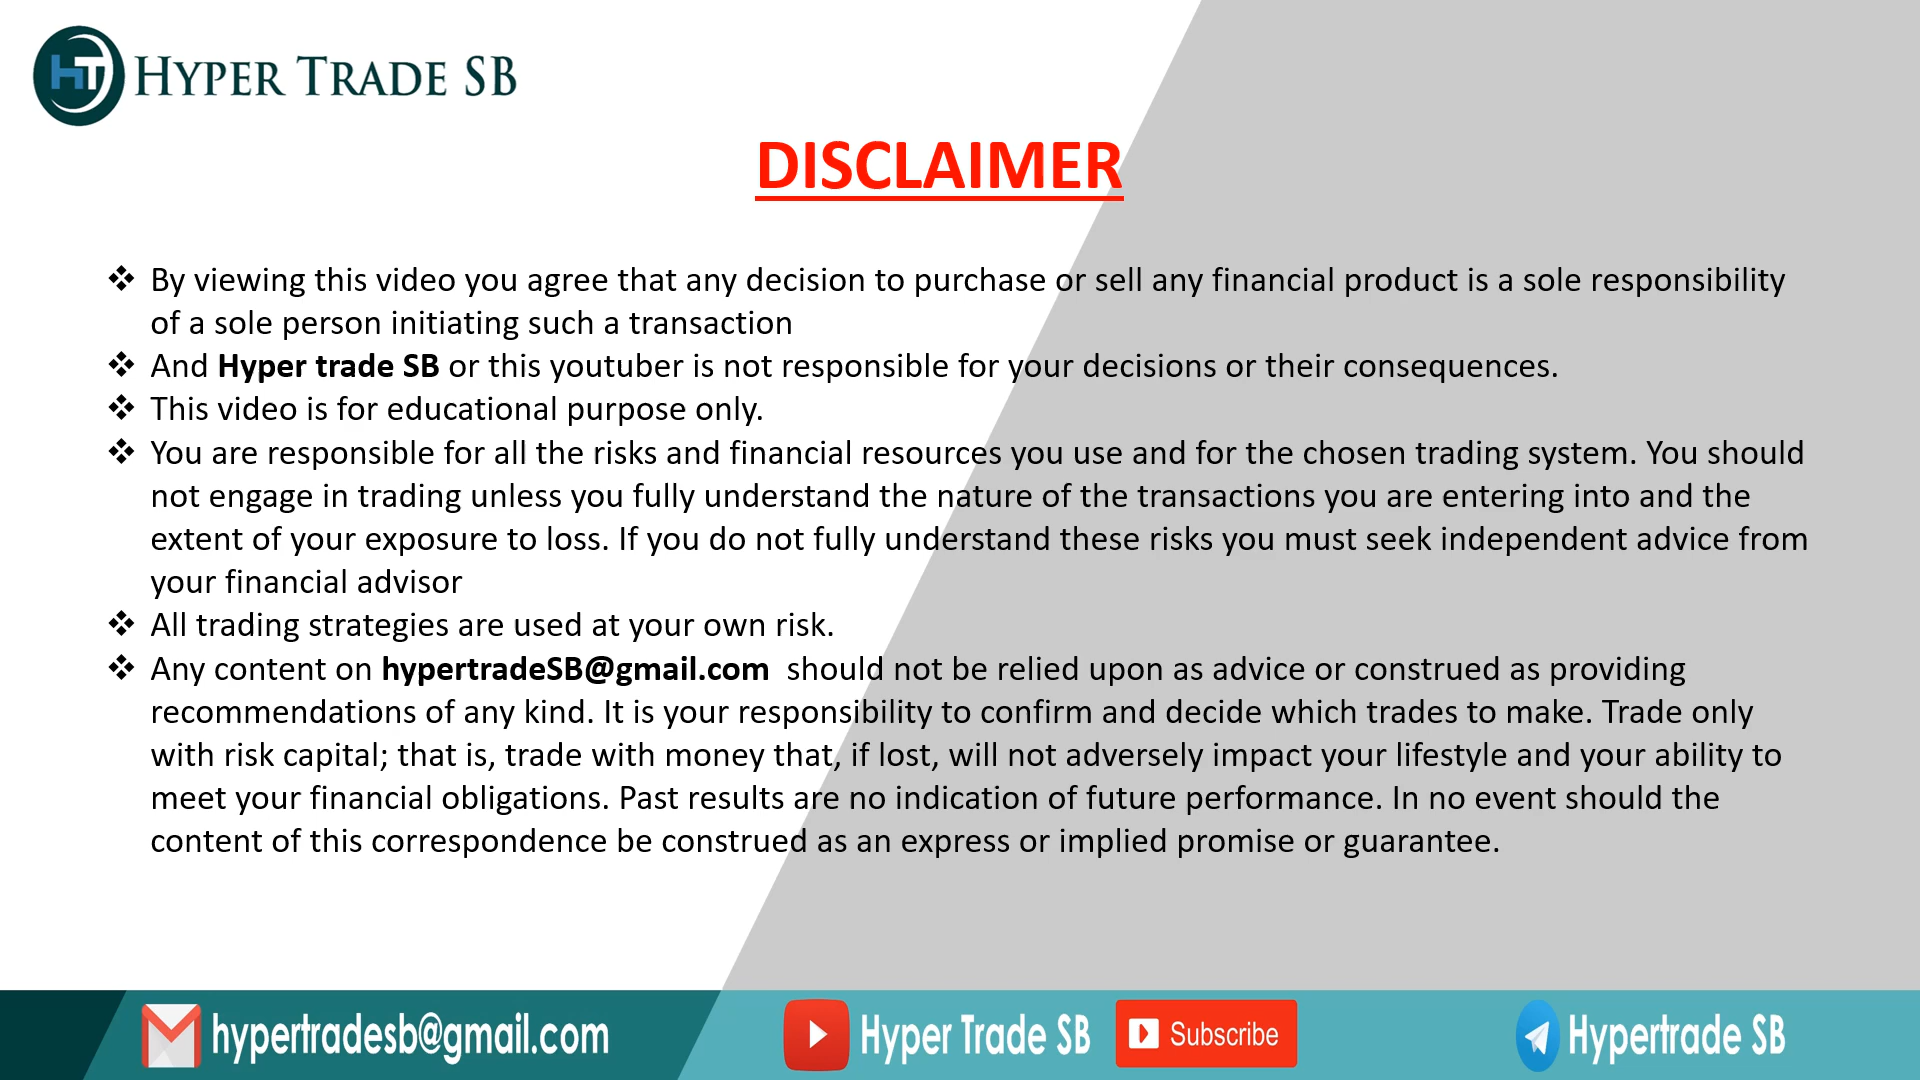 HT HYPER TRADE SB
DISCLAIMER
❖ By viewing this video you agree that any decision to purchase or sell any financial product is a sole responsibility
of a sole person initiating such a transaction
❖ And Hyper trade SB or this youtuber is not responsible for your decisions or their consequences.
❖ This video is for educational purpose only.
❖ You are responsible for all the risks and financial resources you use and for the chosen trading system. You should
not engage in trading unless you fully understand the nature of the transactions you are entering into and the
extent of your exposure to loss. If you do not fully understand these risks you must seek independent advice from
your financial advisor
❖ All trading strategies are used at your own risk.
❖ Any content on hypertradeSB@gmail.com  should not be relied upon as advice or construed as providing
recommendations of any kind. It is your responsibility to confirm and decide which trades to make. Trade only
with risk capital; that is, trade with money that, if lost, will not adversely impact your lifestyle and your ability to
meet your financial obligations. Past results are no indication of future performance. In no event should the
content of this correspondence be construed as an express or implied promise or guarantee.
hypertradesb@gmail.com Hyper Trade SB Subscribe Hypertrade SB